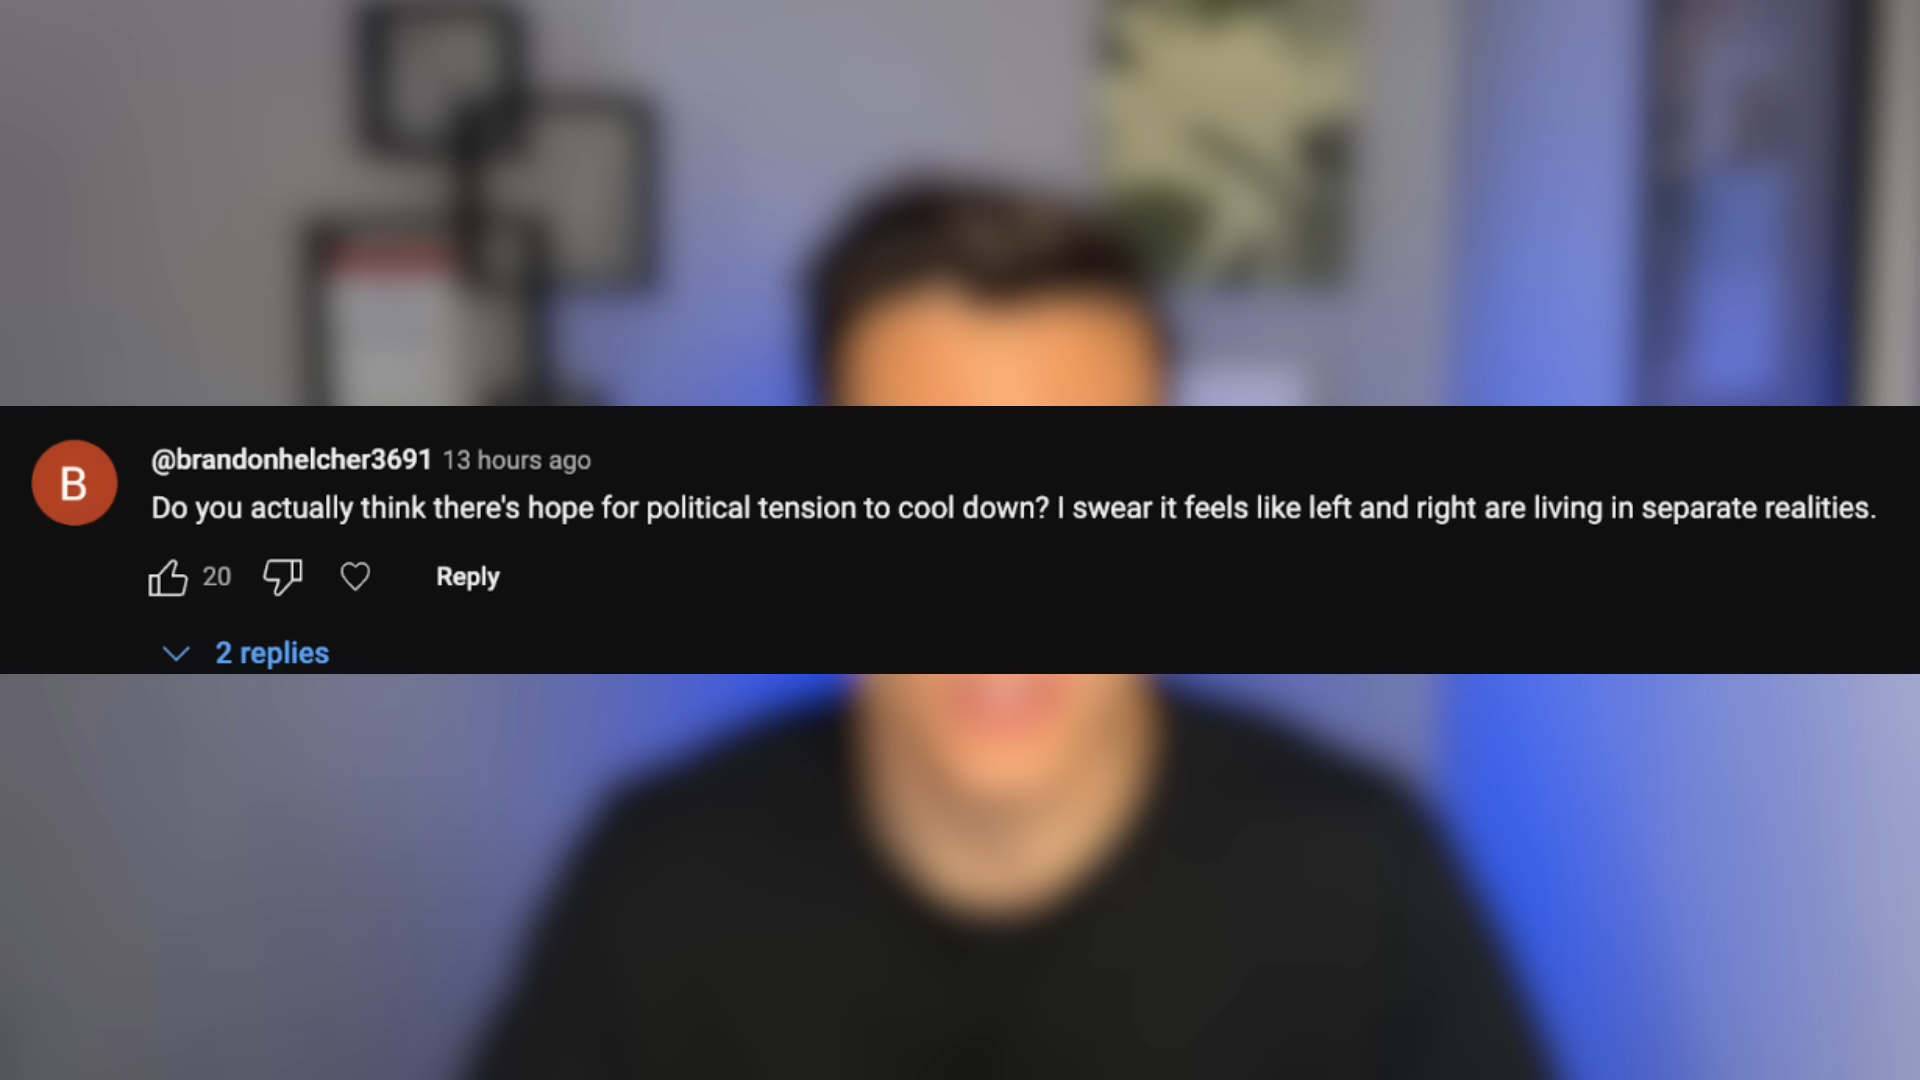 B
@brandonhelcher3691 13 hours ago
Do you actually think there's hope for political tension to cool down? I swear it feels like left and right are living in separate realities.
20 Reply
2 replies